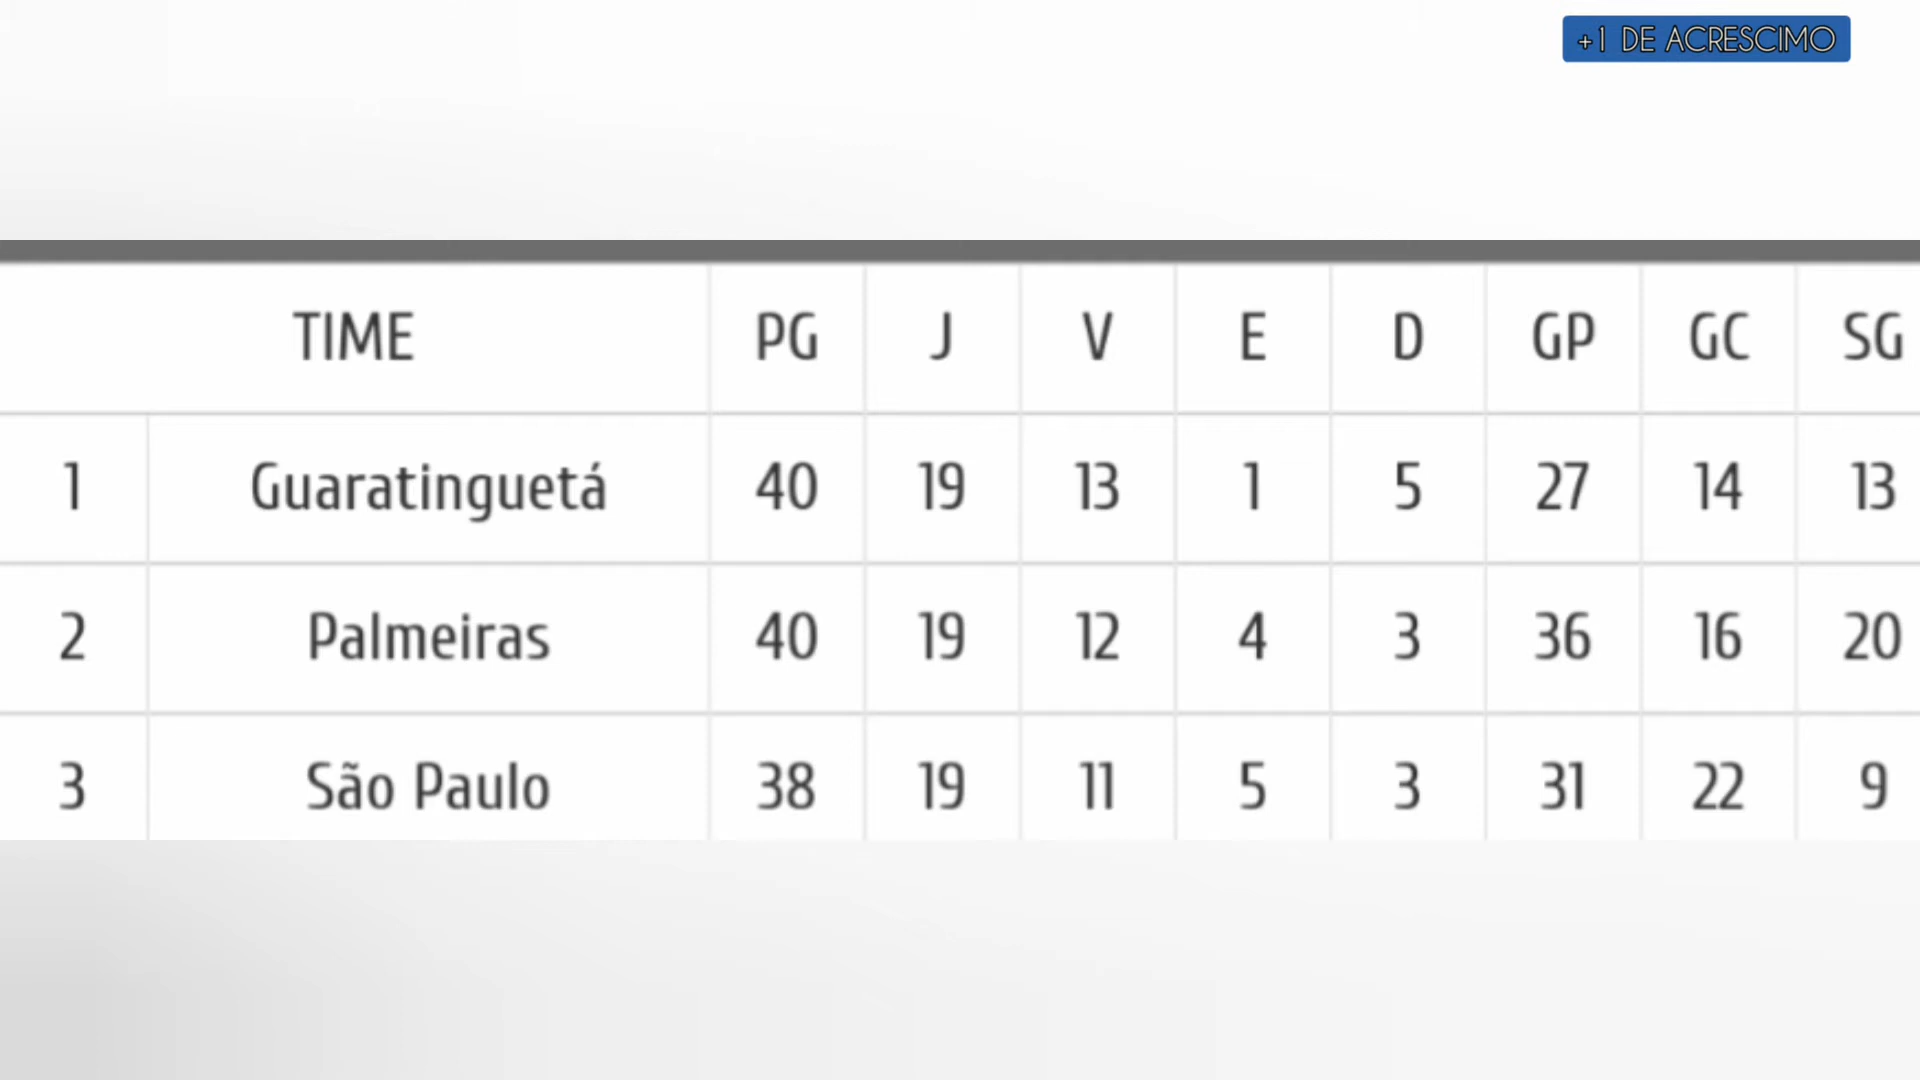 +1 DE ACRESCIMO
TIME PG J V E D GP GC SG
1 Guaratinguetá 40 19 13 1 5 27 14 13
2 Palmeiras 40 19 12 4 3 36 16 20
3 São Paulo 38 19 11 5 3 31 22 9